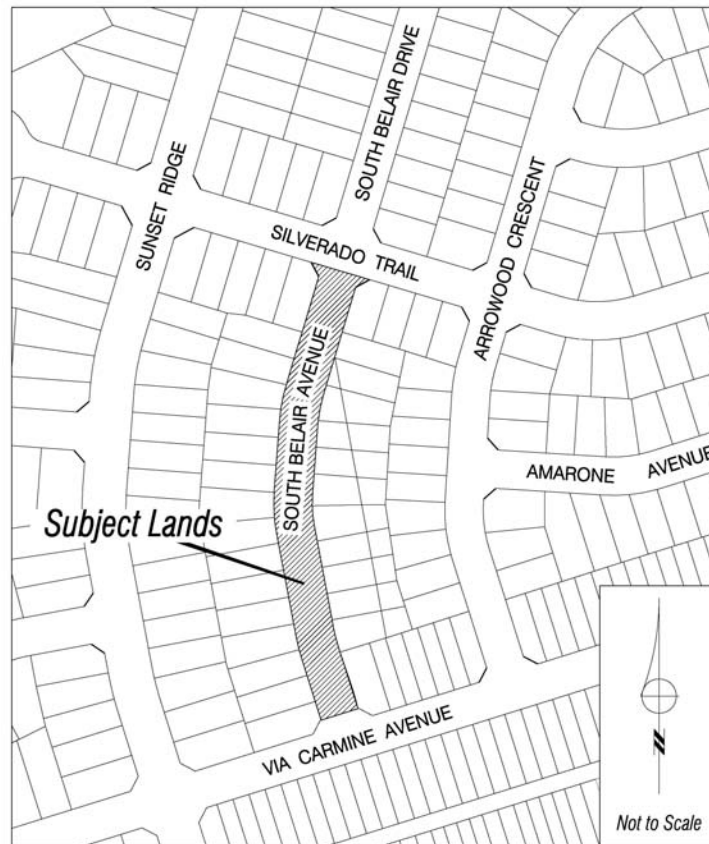 SOUTH BELAIR DRIVE
SUNSET RIDGE
SILVERADO TRAIL
ARROWOOD CRESCENT
SOUTH BELAIR AVENUE
AMARONE AVENUE
Subject Lands
VIA CARMINE AVENUE
N
Not to Scale